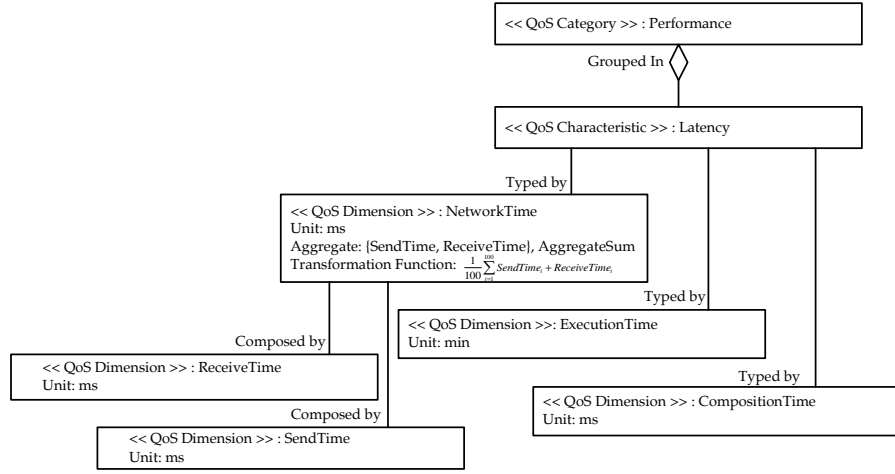 << QoS Category >> : Performance
Grouped In
<< QoS Characteristic >> : Latency
Typed by
<< QoS Dimension >> : NetworkTime
Unit: ms
Aggregate: {SendTime, ReceiveTime}, AggregateSum
Transformation Function: 1/100 ∑_{i=1}^{100} SendTime_i + ReceiveTime_i
Typed by
<< QoS Dimension >>: ExecutionTime
Unit: min
Composed by
<< QoS Dimension >> : ReceiveTime
Unit: ms
Typed by
<< QoS Dimension >> : CompositionTime
Unit: ms
Composed by
<< QoS Dimension >> : SendTime
Unit: ms